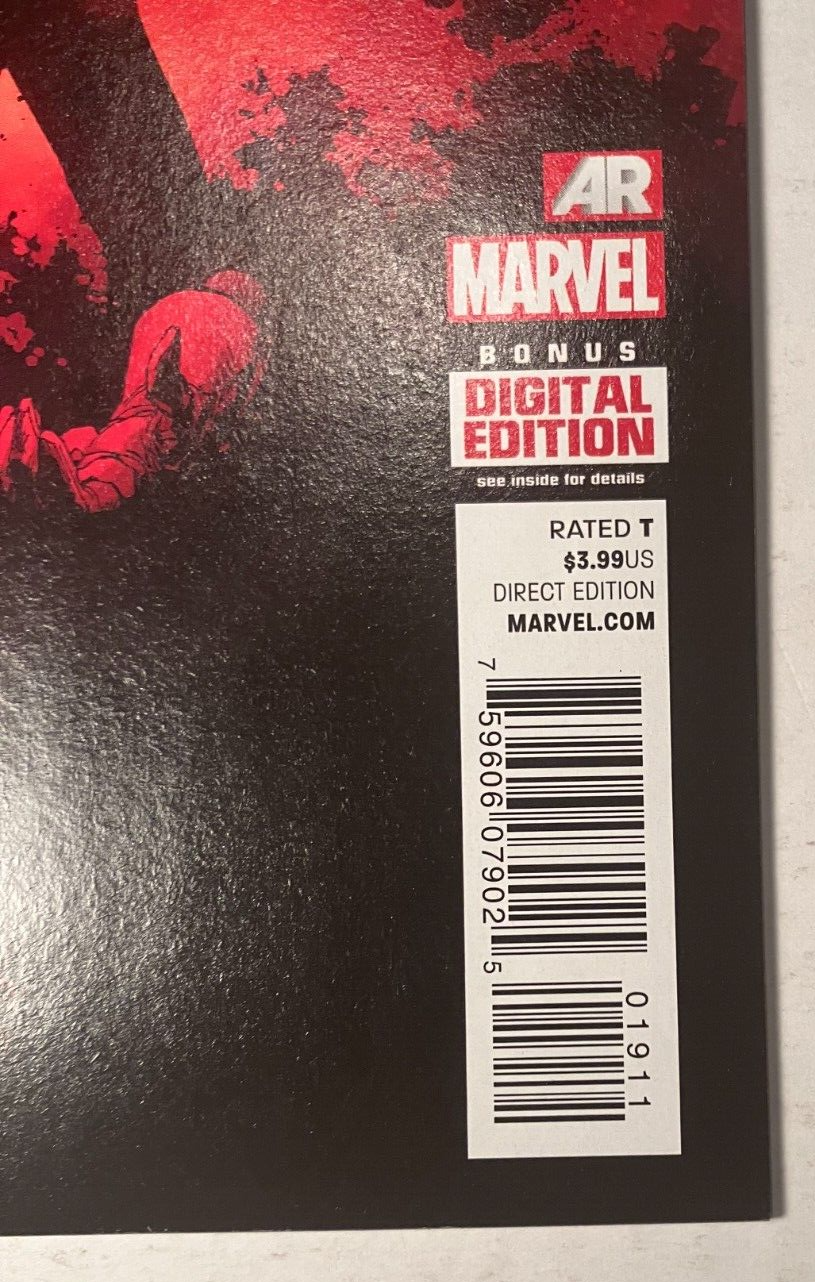 AR
MARVEL
BONUS
DIGITAL
EDITION
see inside for details
RATED T
$3.99US
DIRECT EDITION
MARVEL.COM
7 59606 07902 5
01911